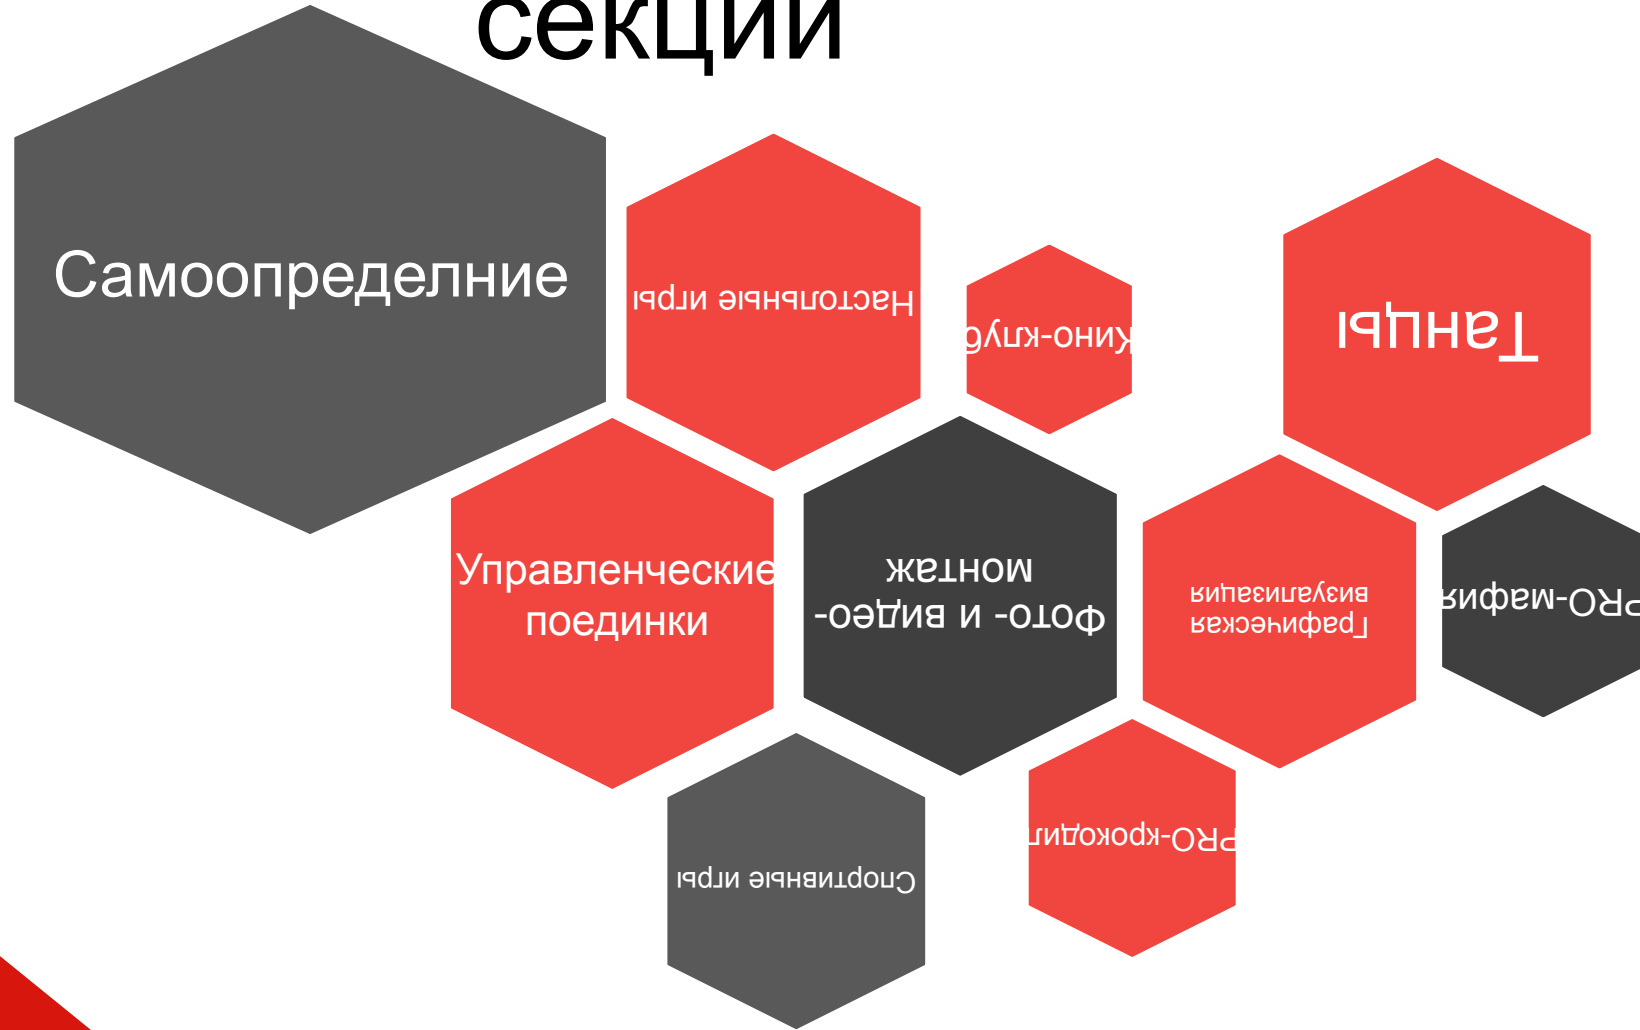 секции
Самоопределние
Настольные игры
Кино-клуб
Танцы
Управленческие
поединки
Фото- и видео-
монтаж
Графическая
визуализация
PRO-мафия
Спортивные игры
PRO-крокодил